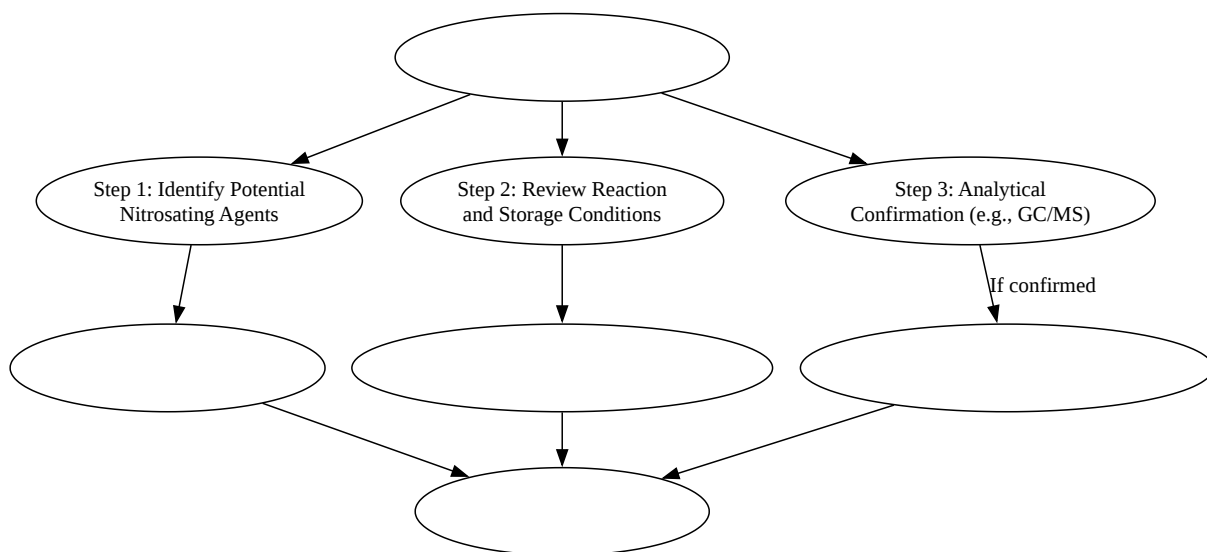 Step 1: Identify Potential
Nitrosating Agents
Step 2: Review Reaction
and Storage Conditions
Step 3: Analytical
Confirmation (e.g., GC/MS)
If confirmed